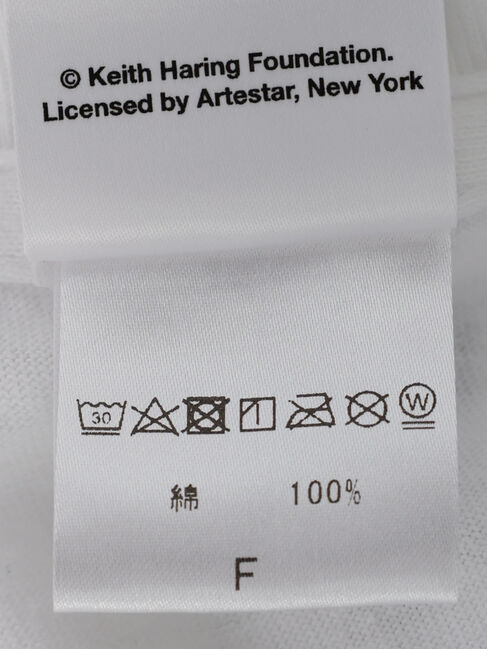 © Keith Haring Foundation.
Licensed by Artestar, New York
30 W
綿 100%
F